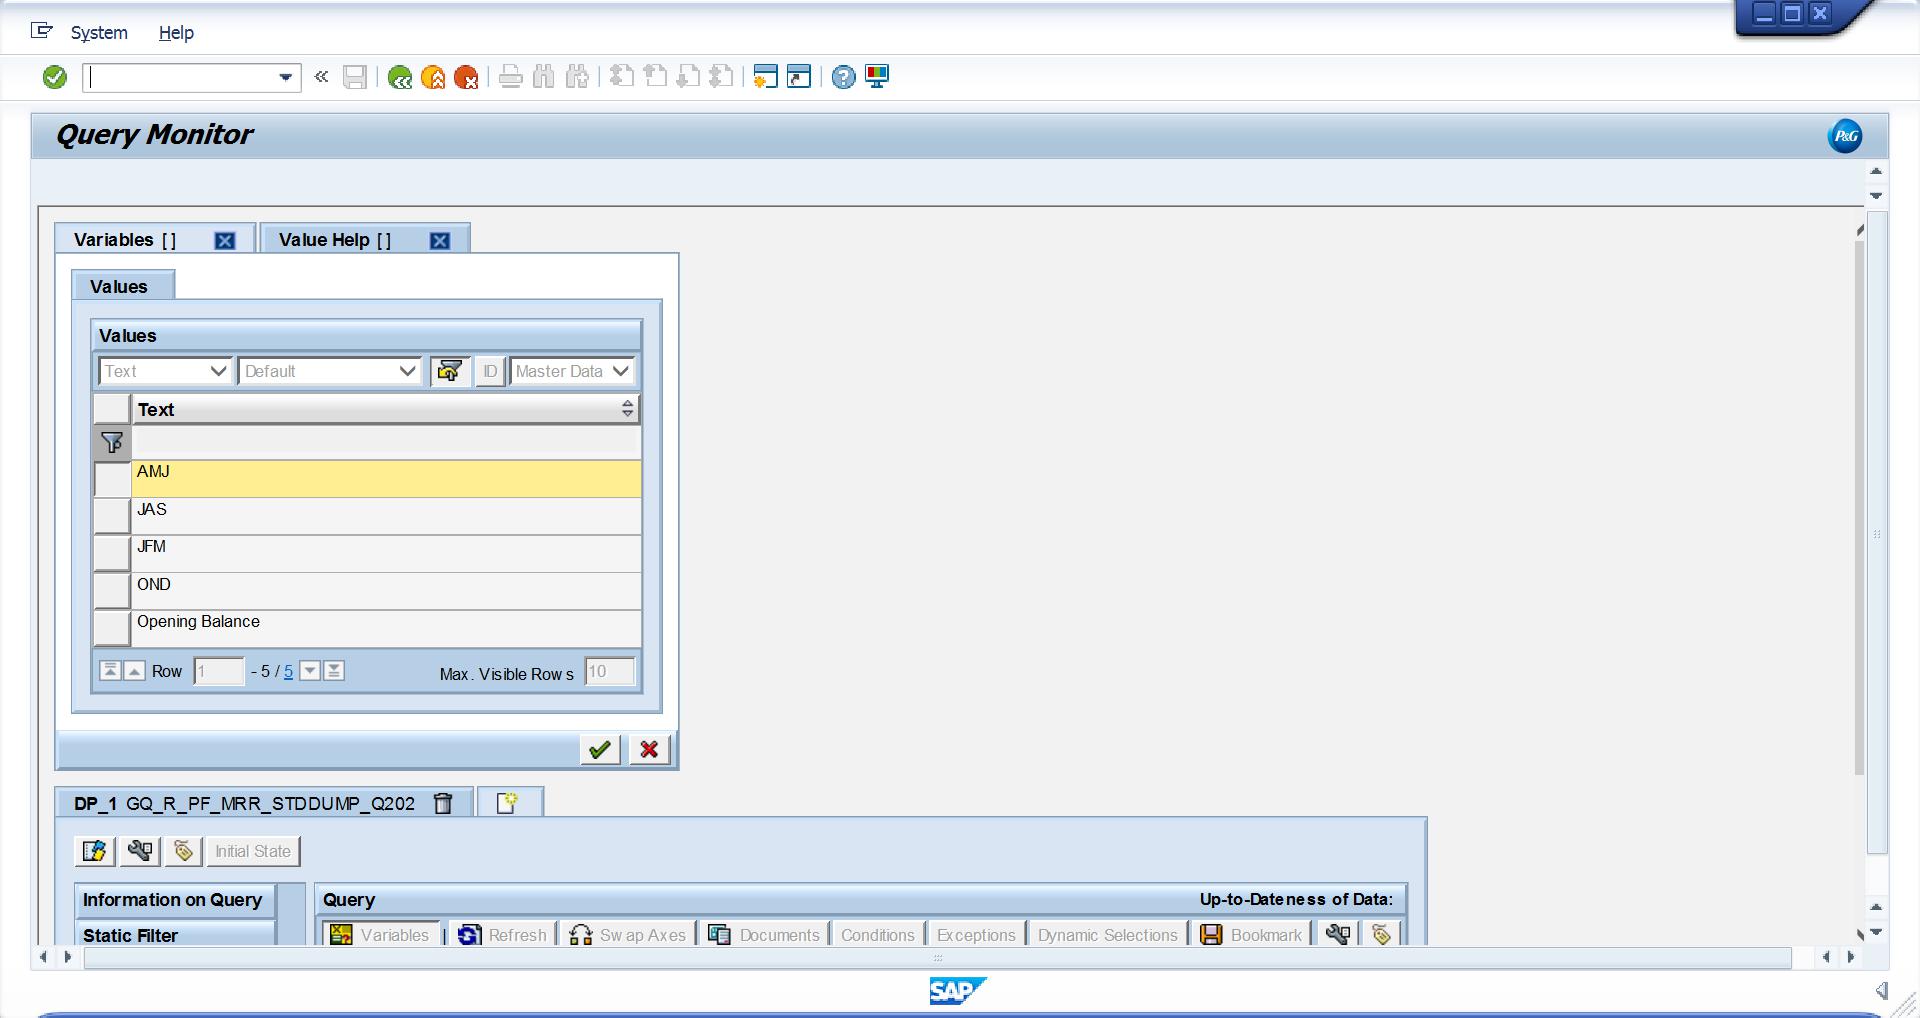 System Help
Query Monitor
P&G
Variables [ ] Value Help [ ]
Values
Values
Text Default ID Master Data
Text
AMJ
JAS
JFM
OND
Opening Balance
Row 1 - 5 / 5 Max. Visible Rows 10
DP_1 GQ_R_PF_MRR_STDDUMP_Q202
Initial State
Information on Query Query Up-to-Dateness of Data:
Static Filter Variables Refresh Swap Axes Documents Conditions Exceptions Dynamic Selections Bookmark
SAP